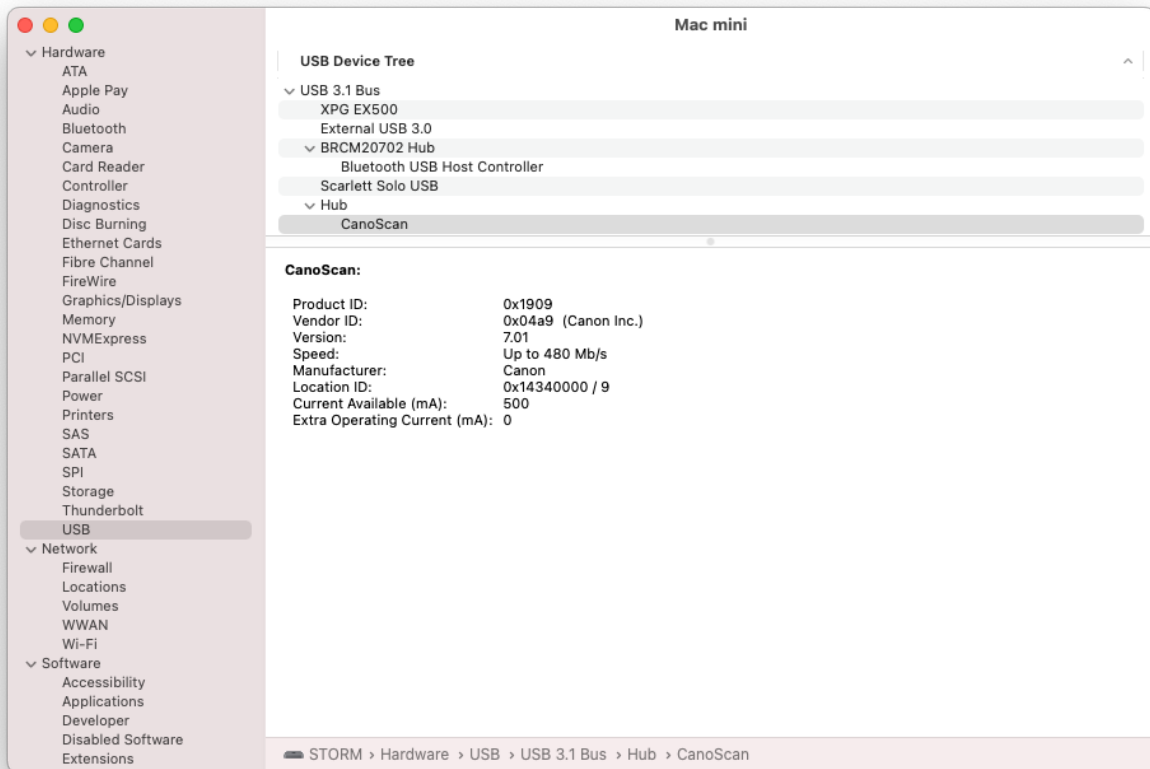 Mac mini
Hardware
ATA
Apple Pay
Audio
Bluetooth
Camera
Card Reader
Controller
Diagnostics
Disc Burning
Ethernet Cards
Fibre Channel
FireWire
Graphics/Displays
Memory
NVMExpress
PCI
Parallel SCSI
Power
Printers
SAS
SATA
SPI
Storage
Thunderbolt
USB
Network
Firewall
Locations
Volumes
WWAN
Wi-Fi
Software
Accessibility
Applications
Developer
Disabled Software
Extensions
USB Device Tree
USB 3.1 Bus
XPG EX500
External USB 3.0
BRCM20702 Hub
Bluetooth USB Host Controller
Scarlett Solo USB
Hub
CanoScan
CanoScan:
Product ID: 0x1909
Vendor ID: 0x04a9 (Canon Inc.)
Version: 7.01
Speed: Up to 480 Mb/s
Manufacturer: Canon
Location ID: 0x14340000 / 9
Current Available (mA): 500
Extra Operating Current (mA): 0
STORM › Hardware › USB › USB 3.1 Bus › Hub › CanoScan